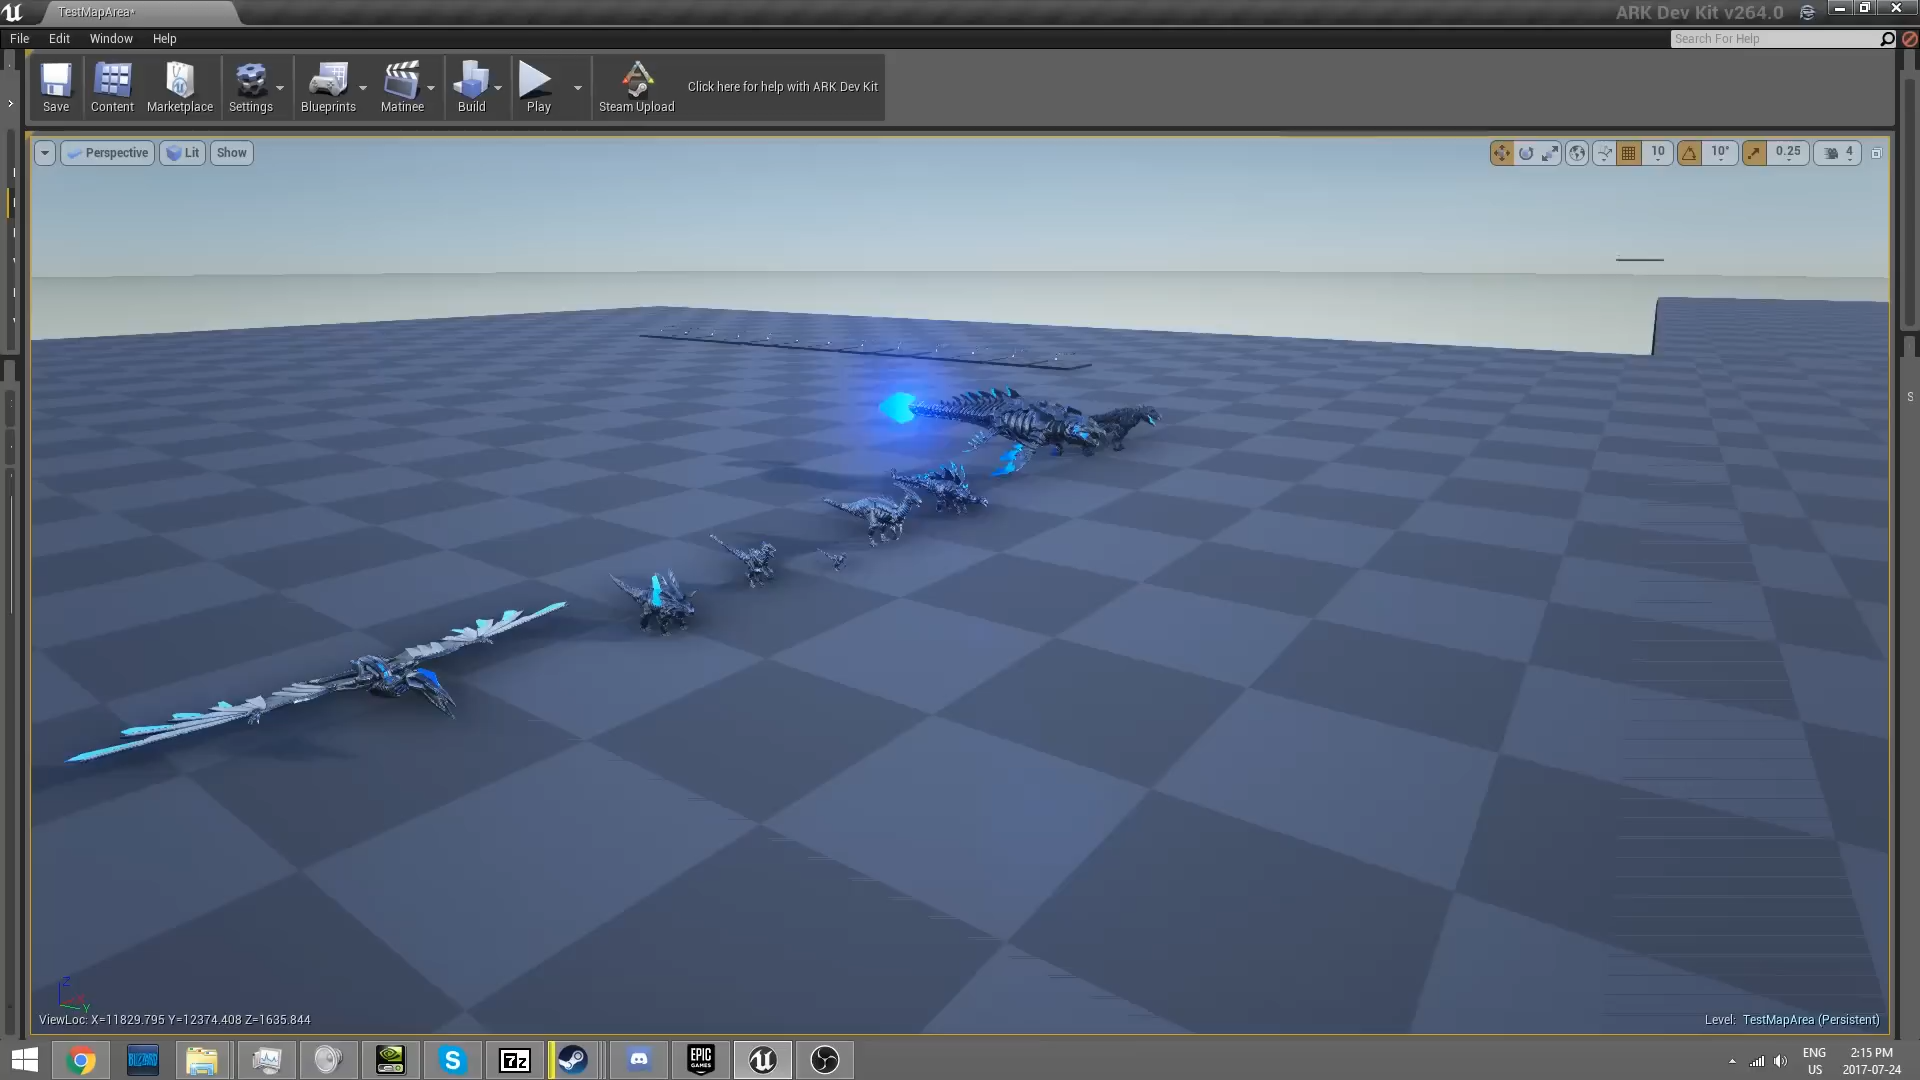 TestMapArea*
ARK Dev Kit v264.0
File Edit Window Help
Search For Help
Save Content Marketplace Settings Blueprints Matinee Build Play Steam Upload
Click here for help with ARK Dev Kit
Perspective Lit Show
10 10° 0.25 4
S
Z
Y
ViewLoc: X=11829.795 Y=12374.408 Z=1635.844
Level: TestMapArea (Persistent)
BLIZZARD
S
7z
EPIC
GAMES
ENG
US
2:15 PM
2017-07-24